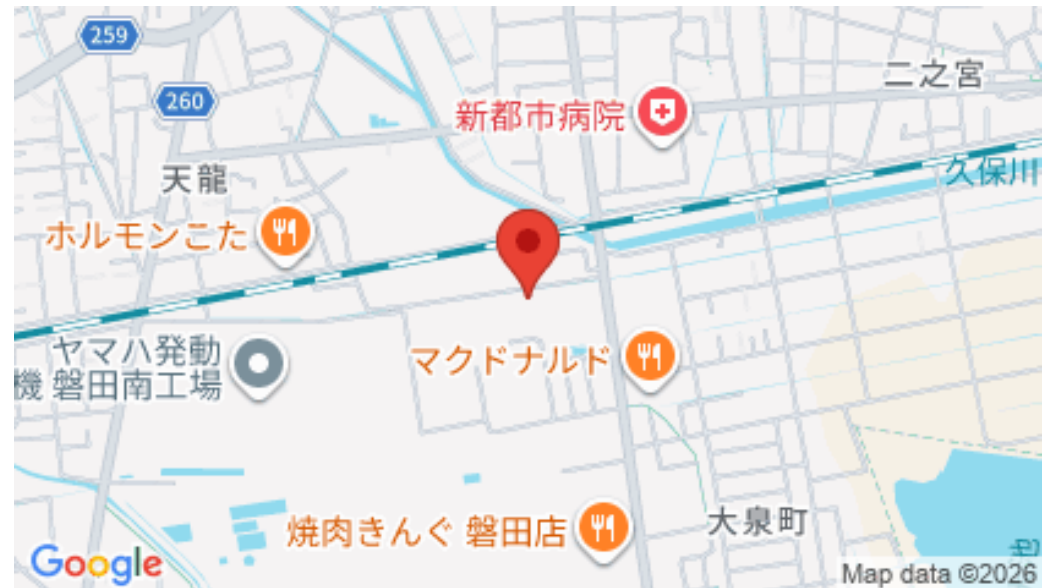 259
260
新都市病院
二之宮
久保川
天龍
ホルモンこた
ヤマハ発動
機 磐田南工場
マクドナルド
焼肉きんぐ 磐田店
大泉町
Google
Map data ©2026